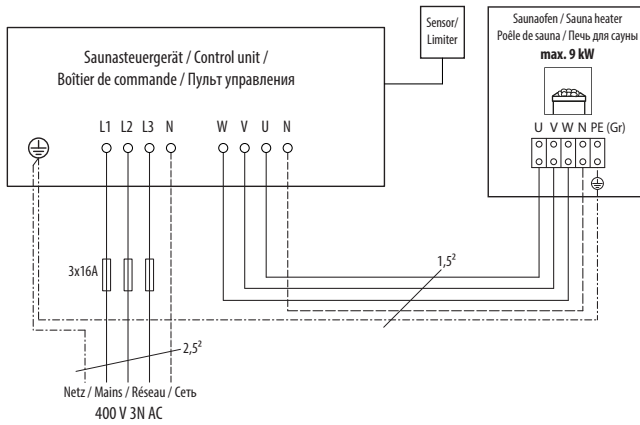 Saunasteuergerät / Control unit /
Boîtier de commande / Пульт управления
L1 L2 L3 N W V U N
Sensor/
Limiter
Saunaofen / Sauna heater
Poêle de sauna / Печь для сауны
max. 9 kW
U V W N PE (Gr)
3x16A
1,5²
2,5²
Netz / Mains / Réseau / Сеть
400 V 3N AC